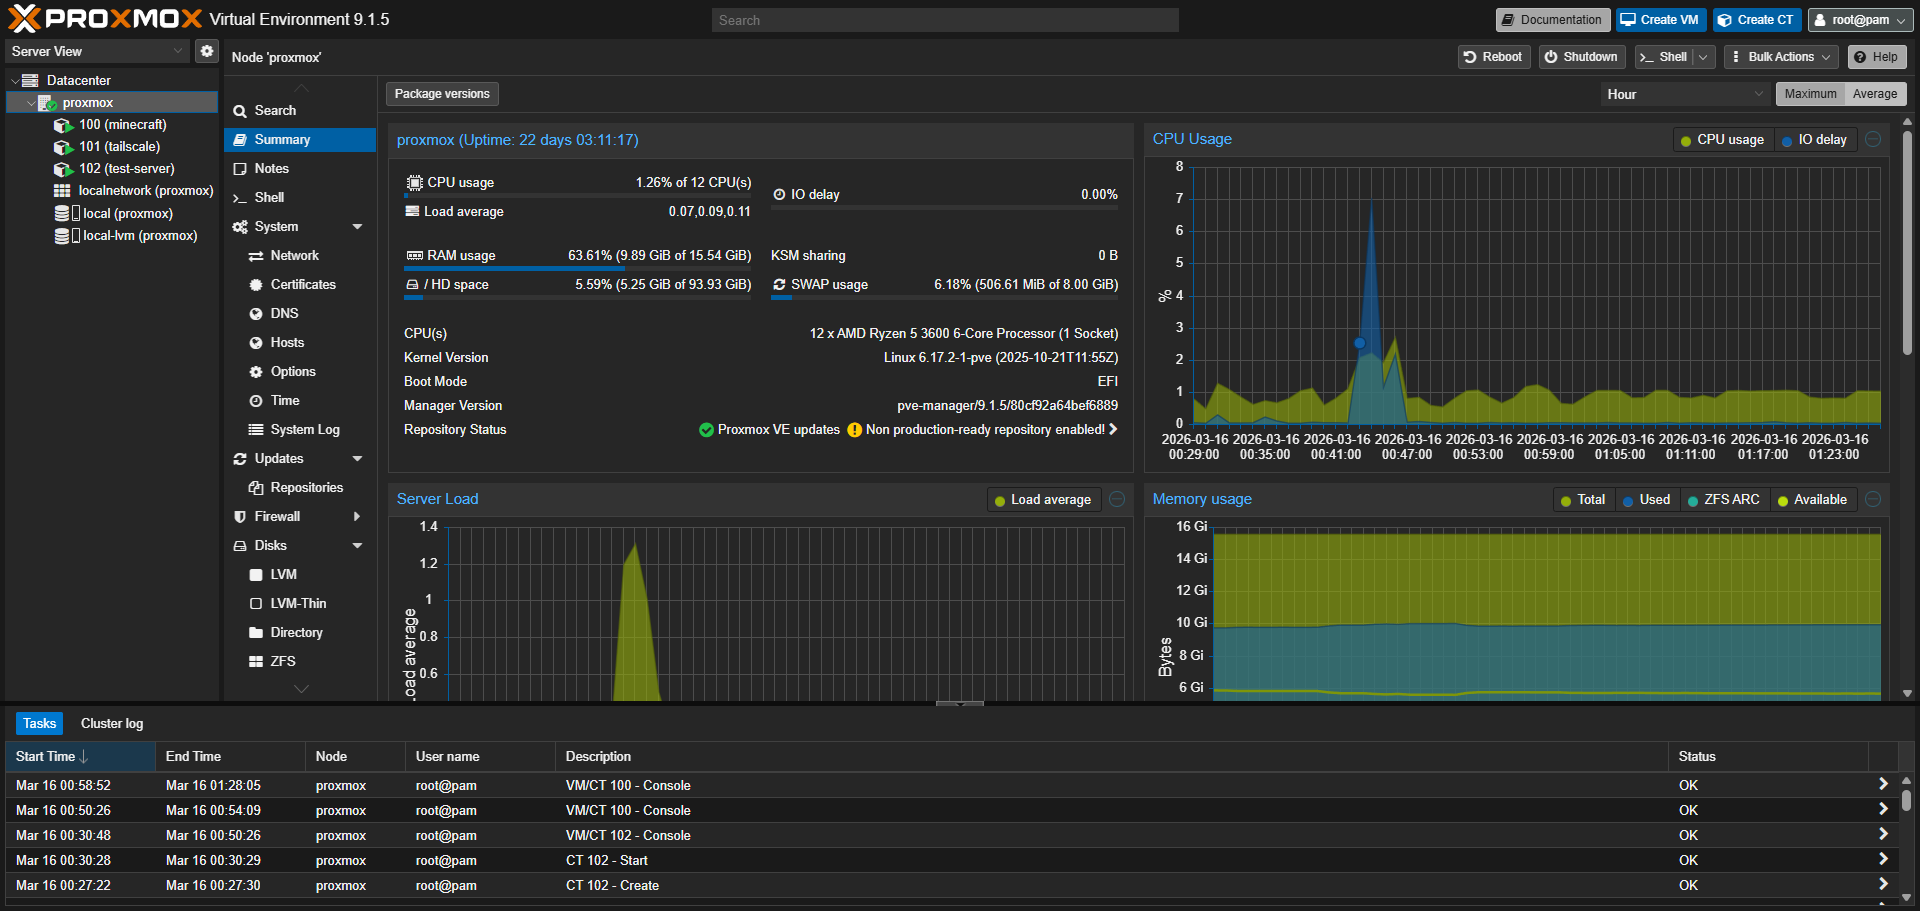 PROXMOX Virtual Environment 9.1.5
Search
Documentation
Create VM
Create CT
root@pam
Server View
Datacenter
proxmox
100 (minecraft)
101 (tailscale)
102 (test-server)
localnetwork (proxmox)
local (proxmox)
local-lvm (proxmox)
Node 'proxmox'
Reboot
Shutdown
Shell
Bulk Actions
Help
Search
Summary
Notes
Shell
System
Network
Certificates
DNS
Hosts
Options
Time
System Log
Updates
Repositories
Firewall
Disks
LVM
LVM-Thin
Directory
ZFS
Package versions
Hour
Maximum
Average
proxmox (Uptime: 22 days 03:11:17)
CPU usage 1.26% of 12 CPU(s)
IO delay 0.00%
Load average 0.07,0.09,0.11
RAM usage 63.61% (9.89 GiB of 15.54 GiB)
KSM sharing 0 B
/ HD space 5.59% (5.25 GiB of 93.93 GiB)
SWAP usage 6.18% (506.61 MiB of 8.00 GiB)
CPU(s) 12 x AMD Ryzen 5 3600 6-Core Processor (1 Socket)
Kernel Version Linux 6.17.2-1-pve (2025-10-21T11:55Z)
Boot Mode EFI
Manager Version pve-manager/9.1.5/80cf92a64bef6889
Repository Status Proxmox VE updates Non production-ready repository enabled!
CPU Usage
CPU usage
IO delay
8
7
6
5
4
3
2
1
0
%
2026-03-16 2026-03-16 2026-03-16 2026-03-16 2026-03-16 2026-03-16 2026-03-16 2026-03-16 2026-03-16 2026-03-16
00:29:00 00:35:00 00:41:00 00:47:00 00:53:00 00:59:00 01:05:00 01:11:00 01:17:00 01:23:00
Server Load
Load average
1.4
1.2
1
0.8
0.6
Load average
Memory usage
Total
Used
ZFS ARC
Available
16 Gi
14 Gi
12 Gi
10 Gi
8 Gi
6 Gi
Bytes
Tasks
Cluster log
Start Time End Time Node User name Description Status
Mar 16 00:58:52 Mar 16 01:28:05 proxmox root@pam VM/CT 100 - Console OK
Mar 16 00:50:26 Mar 16 00:54:09 proxmox root@pam VM/CT 100 - Console OK
Mar 16 00:30:48 Mar 16 00:50:26 proxmox root@pam VM/CT 102 - Console OK
Mar 16 00:30:28 Mar 16 00:30:29 proxmox root@pam CT 102 - Start OK
Mar 16 00:27:22 Mar 16 00:27:30 proxmox root@pam CT 102 - Create OK